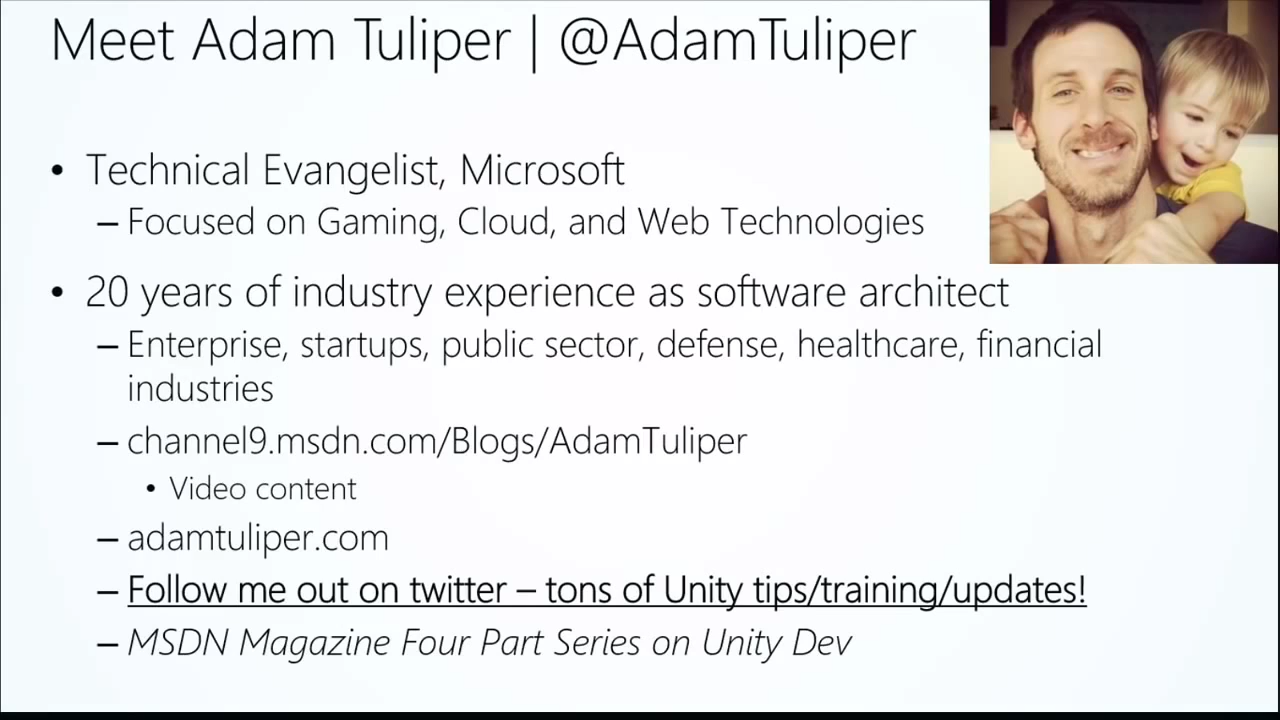 Meet Adam Tuliper | @AdamTuliper
• Technical Evangelist, Microsoft
– Focused on Gaming, Cloud, and Web Technologies
• 20 years of industry experience as software architect
– Enterprise, startups, public sector, defense, healthcare, financial
industries
– channel9.msdn.com/Blogs/AdamTuliper
• Video content
– adamtuliper.com
– Follow me out on twitter – tons of Unity tips/training/updates!
– MSDN Magazine Four Part Series on Unity Dev